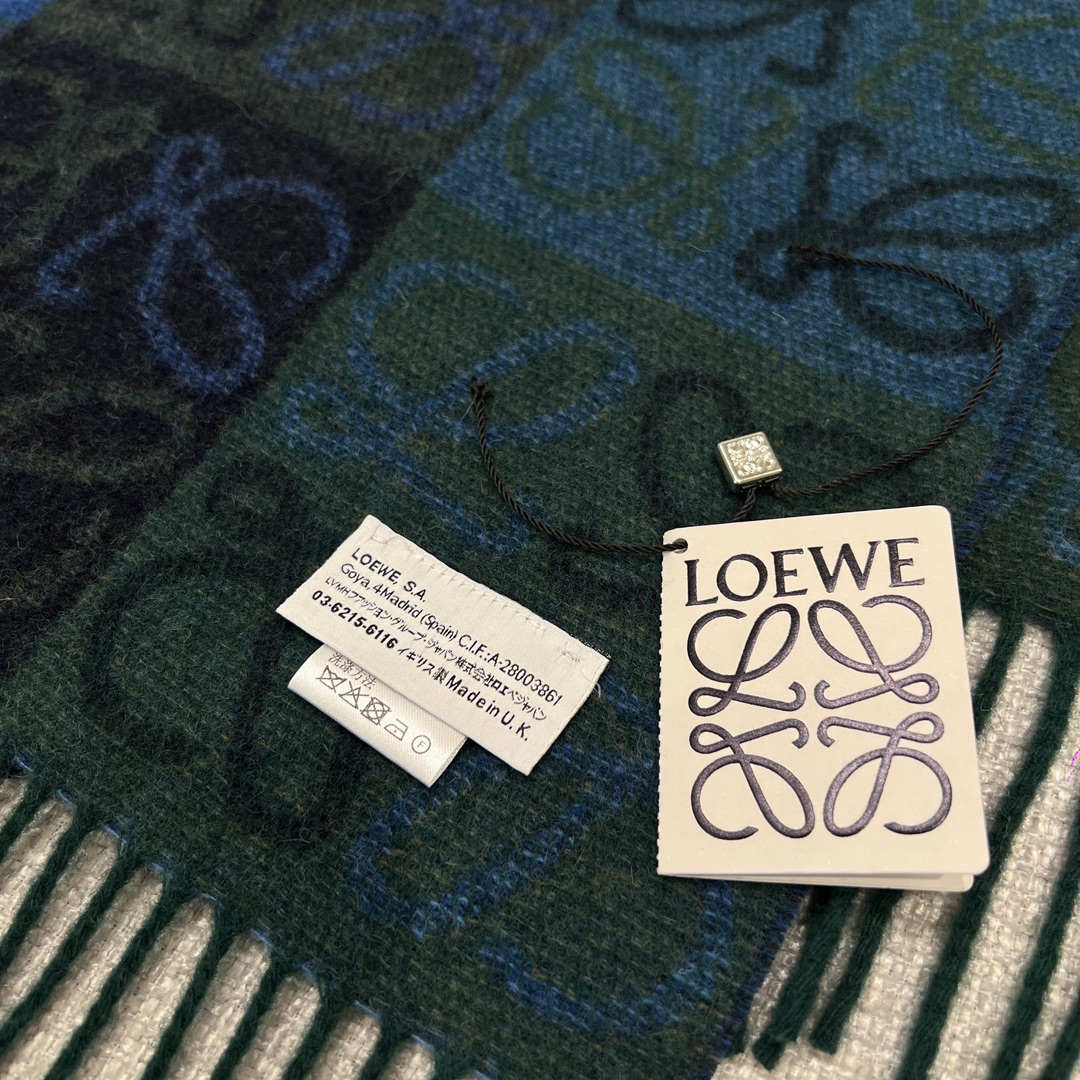 LOEWE, S.A.
Goya, 4 Madrid (Spain) C.I.F.: A-28003861
LVMHファッション・グループ・ジャパン株式会社ロエベジャパン
03-6215-6116 イギリス製 Made in U. K.
洗涤方法
F
LOEWE